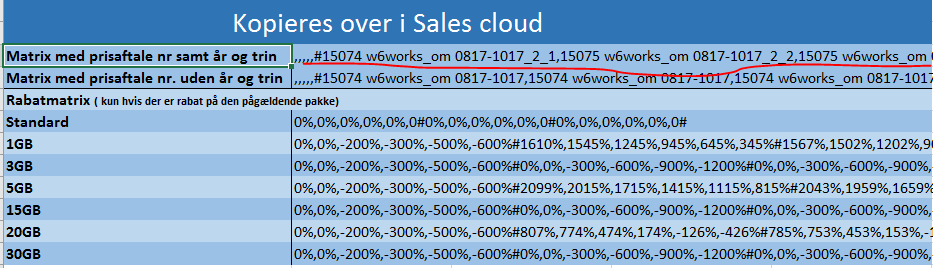 Kopieres over i Sales cloud
Matrix med prisaftale nr samt år og trin ,,,,,#15074 w6works_om 0817-1017_2_1,15075 w6works_om 0817-1017_2_2,15075 w6works_om
Matrix med prisaftale nr. uden år og trin ,,,,,#15074 w6works_om 0817-1017,15074 w6works_om 0817-1017,15074 w6works_om 0817-1017
Rabatmatrix ( kun hvis der er rabat på den pågældende pakke)
Standard 0%,0%,0%,0%,0%,0#0%,0%,0%,0%,0%,0#0%,0%,0%,0%,0%,0#
1GB 0%,0%,-200%,-300%,-500%,-600%#1610%,1545%,1245%,945%,645%,345%#1567%,1502%,1202%,
3GB 0%,0%,-200%,-300%,-500%,-600%#0%,0%,-300%,-600%,-900%,-1200%#0%,0%,-300%,-600%,-900%,
5GB 0%,0%,-200%,-300%,-500%,-600%#2099%,2015%,1715%,1415%,1115%,815%#2043%,1959%,1659%
15GB 0%,0%,-200%,-300%,-500%,-600%#0%,0%,-300%,-600%,-900%,-1200%#0%,0%,-300%,-600%,-900%,
20GB 0%,0%,-200%,-300%,-500%,-600%#807%,774%,474%,174%,-126%,-426%#785%,753%,453%,153%,
30GB 0%,0%,-200%,-300%,-500%,-600%#0%,0%,-300%,-600%,-900%,-1200%#0%,0%,-300%,-600%,-900%,